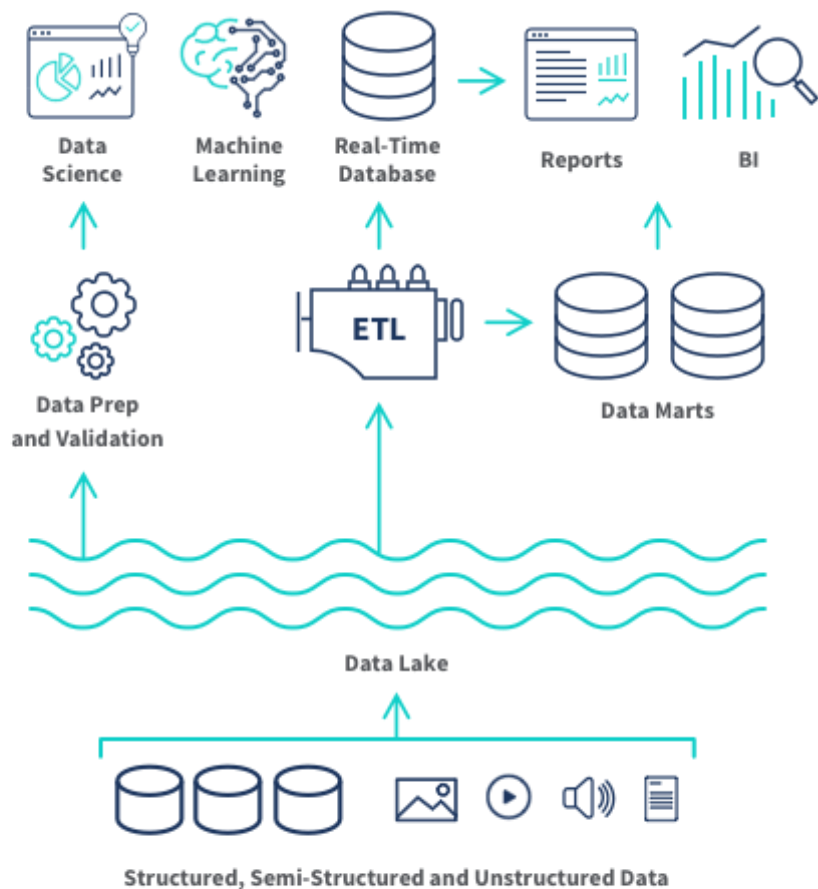 Data
Science
Machine
Learning
Real-Time
Database
Reports
BI
ETL
Data Prep
and Validation
Data Marts
Data Lake
Structured, Semi-Structured and Unstructured Data